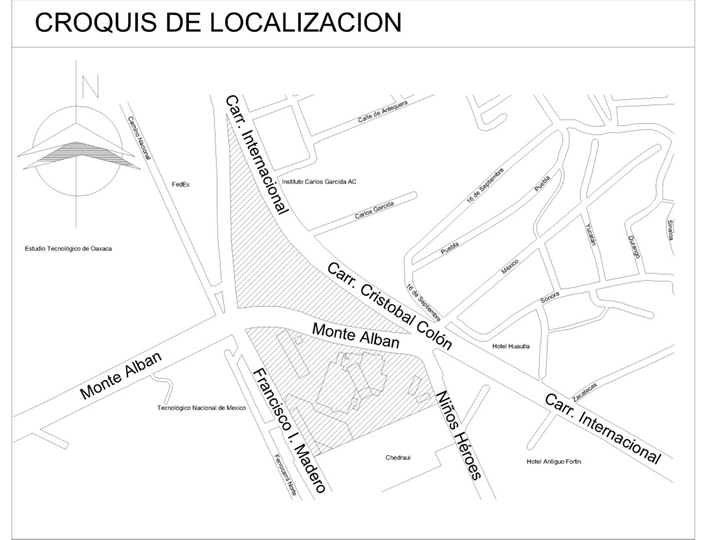 CROQUIS DE LOCALIZACION
N
Camino Nacional
Carr. Internacional
Calle de Antequera
FedEx
Instituto Carlos Garcida AC
16 de Septiembre
Puebla
Carlos Garcida
Estudio Tecnológico de Oaxaca
Puebla
Yucatán
Durango
Sinaloa
México
Carr. Cristobal Colón
16 de Septiembre
Sonora
Monte Alban
Hotel Huautla
Monte Alban
Francisco I. Madero
Niños Héroes
Zacatecas
Carr. Internacional
Tecnológico Nacional de Mexico
Chedraui
Hotel Antiguo Fortin
Ferrocarril Norte